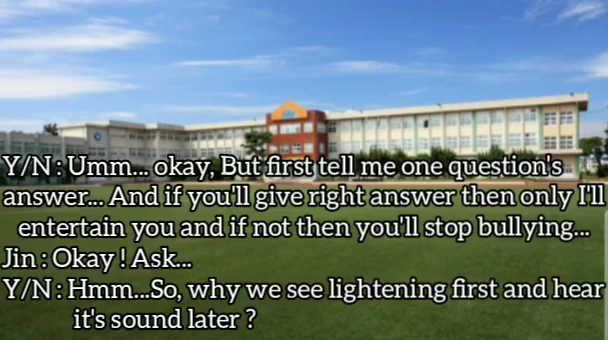 Y/N : Umm... okay, But first tell me one question's
answer... And if you'll give right answer then only I'll
entertain you and if not then you'll stop bullying...
Jin : Okay ! Ask...
Y/N : Hmm...So, why we see lightening first and hear
it's sound later ?